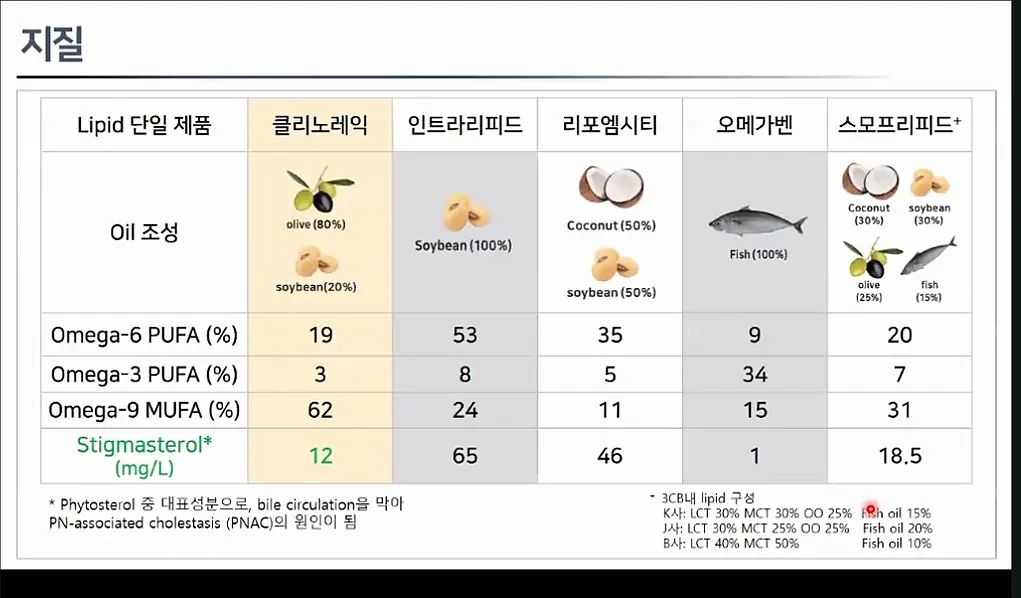 지질
Lipid 단일 제품 클리노레익 인트라리피드 리포엠시티 오메가벤 스모프리피드+
Oil 조성
olive (80%)
soybean(20%)
Soybean (100%)
Coconut (50%)
soybean (50%)
Fish (100%)
Coconut (30%)
soybean (30%)
olive (25%)
fish (15%)
Omega-6 PUFA (%) 19 53 35 9 20
Omega-3 PUFA (%) 3 8 5 34 7
Omega-9 MUFA (%) 62 24 11 15 31
Stigmasterol* (mg/L) 12 65 46 1 18.5
* Phytosterol 중 대표성분으로, bile circulation을 막아
PN-associated cholestasis (PNAC)의 원인이 됨
+ 3CB내 lipid 구성
K사: LCT 30% MCT 30% OO 25% Fish oil 15%
J사: LCT 30% MCT 25% OO 25% Fish oil 20%
B사: LCT 40% MCT 50% Fish oil 10%